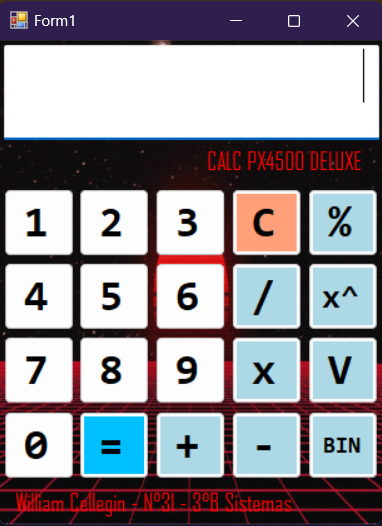 Form1
CALC PX4500 DELUXE
1 2 3 C %
4 5 6 / x^
7 8 9 x V
0 = + - BIN
William Cellegin - Nº31 - 3ºB Sistemas